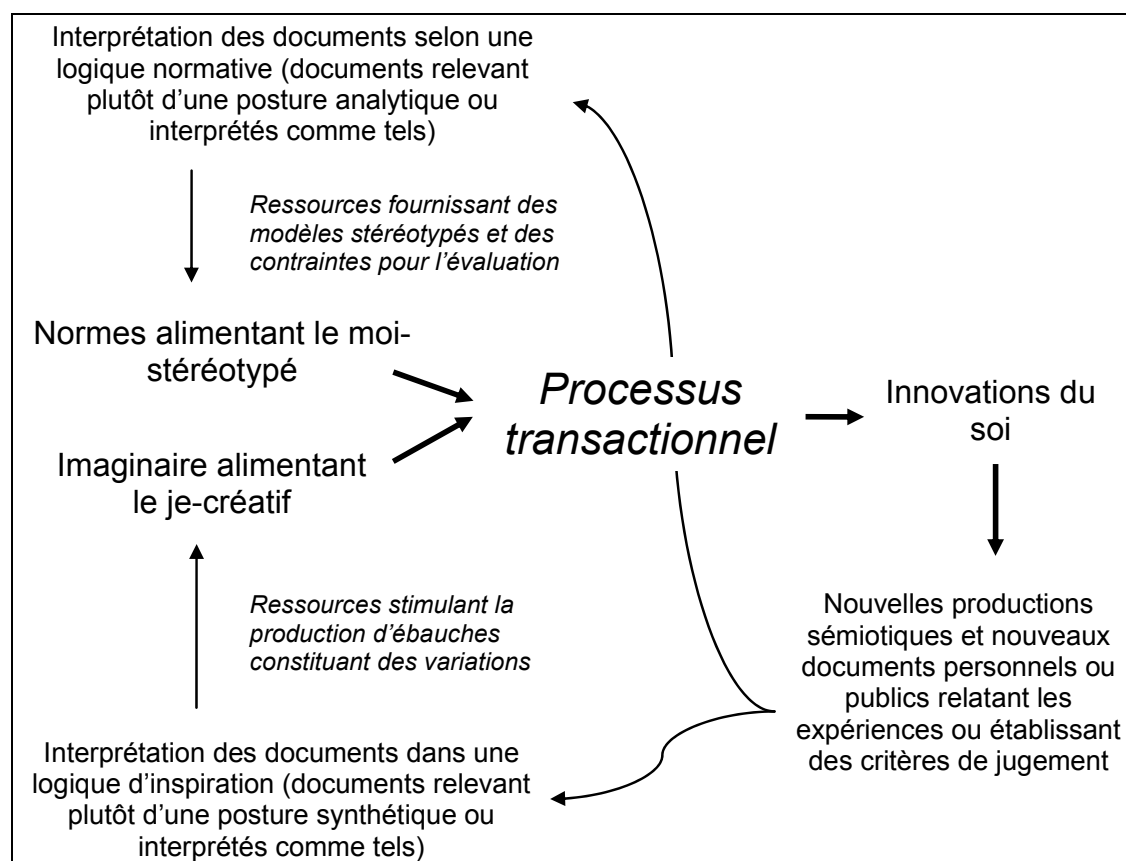 Interprétation des documents selon une
logique normative (documents relevant
plutôt d’une posture analytique ou
interprétés comme tels)
Ressources fournissant des
modèles stéréotypés et des
contraintes pour l’évaluation
Normes alimentant le moi-
stéréotypé
Imaginaire alimentant
le je-créatif
Ressources stimulant la
production d’ébauches
constituant des variations
Interprétation des documents dans une
logique d’inspiration (documents relevant
plutôt d’une posture synthétique ou
interprétés comme tels)
Processus
transactionnel
Innovations du
soi
Nouvelles productions
sémiotiques et nouveaux
documents personnels ou
publics relatant les
expériences ou établissant
des critères de jugement